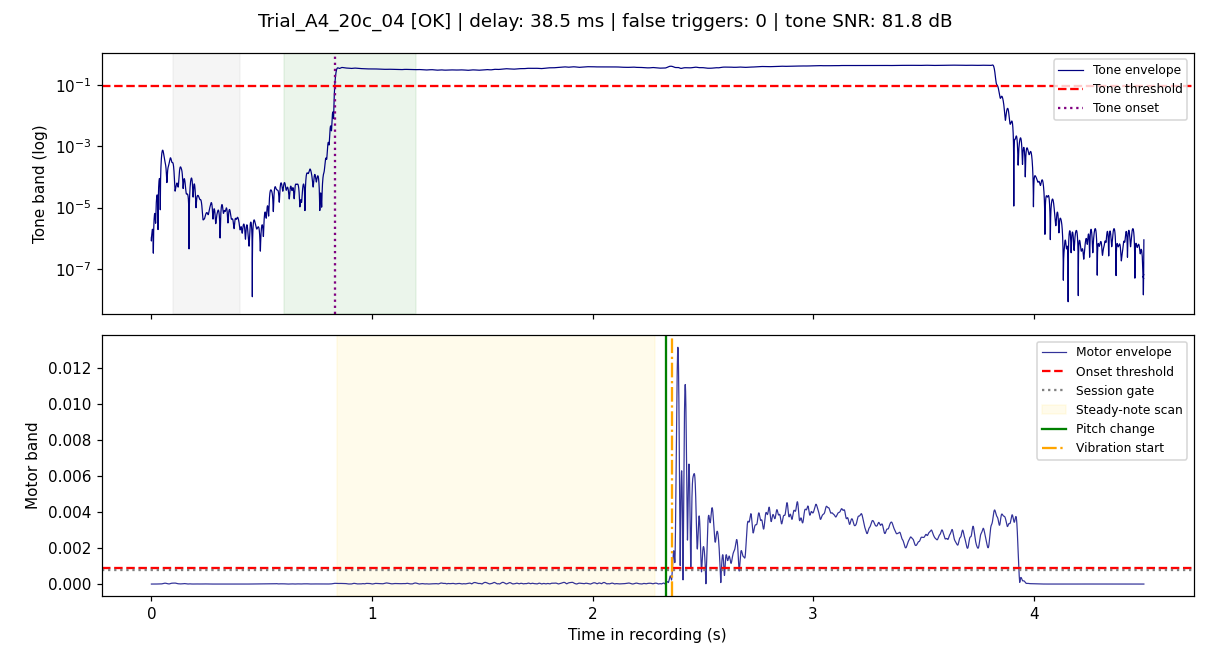 Trial_A4_20c_04 [OK] | delay: 38.5 ms | false triggers: 0 | tone SNR: 81.8 dB
Tone band (log)
10⁻¹
10⁻³
10⁻⁵
10⁻⁷
Tone envelope
Tone threshold
Tone onset
Motor band
0.012
0.010
0.008
0.006
0.004
0.002
0.000
Motor envelope
Onset threshold
Session gate
Steady-note scan
Pitch change
Vibration start
0 1 2 3 4
Time in recording (s)